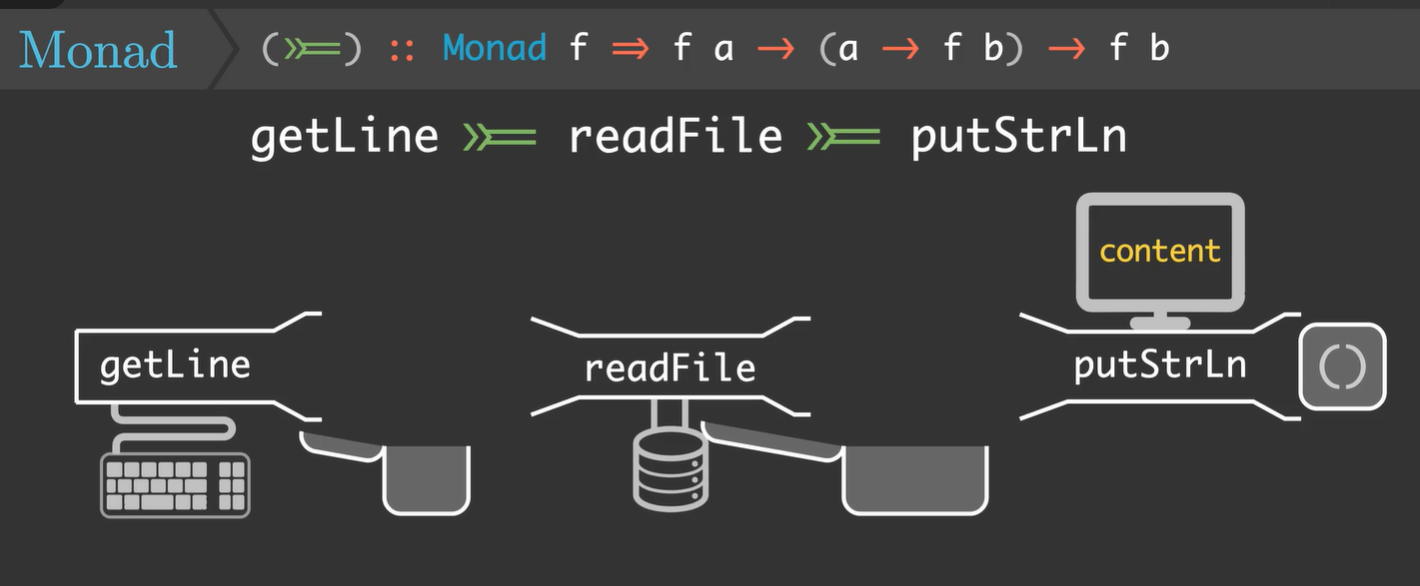 Monad (>>=) :: Monad f => f a -> (a -> f b) -> f b
getLine >>= readFile >>= putStrLn
content
getLine readFile putStrLn ()